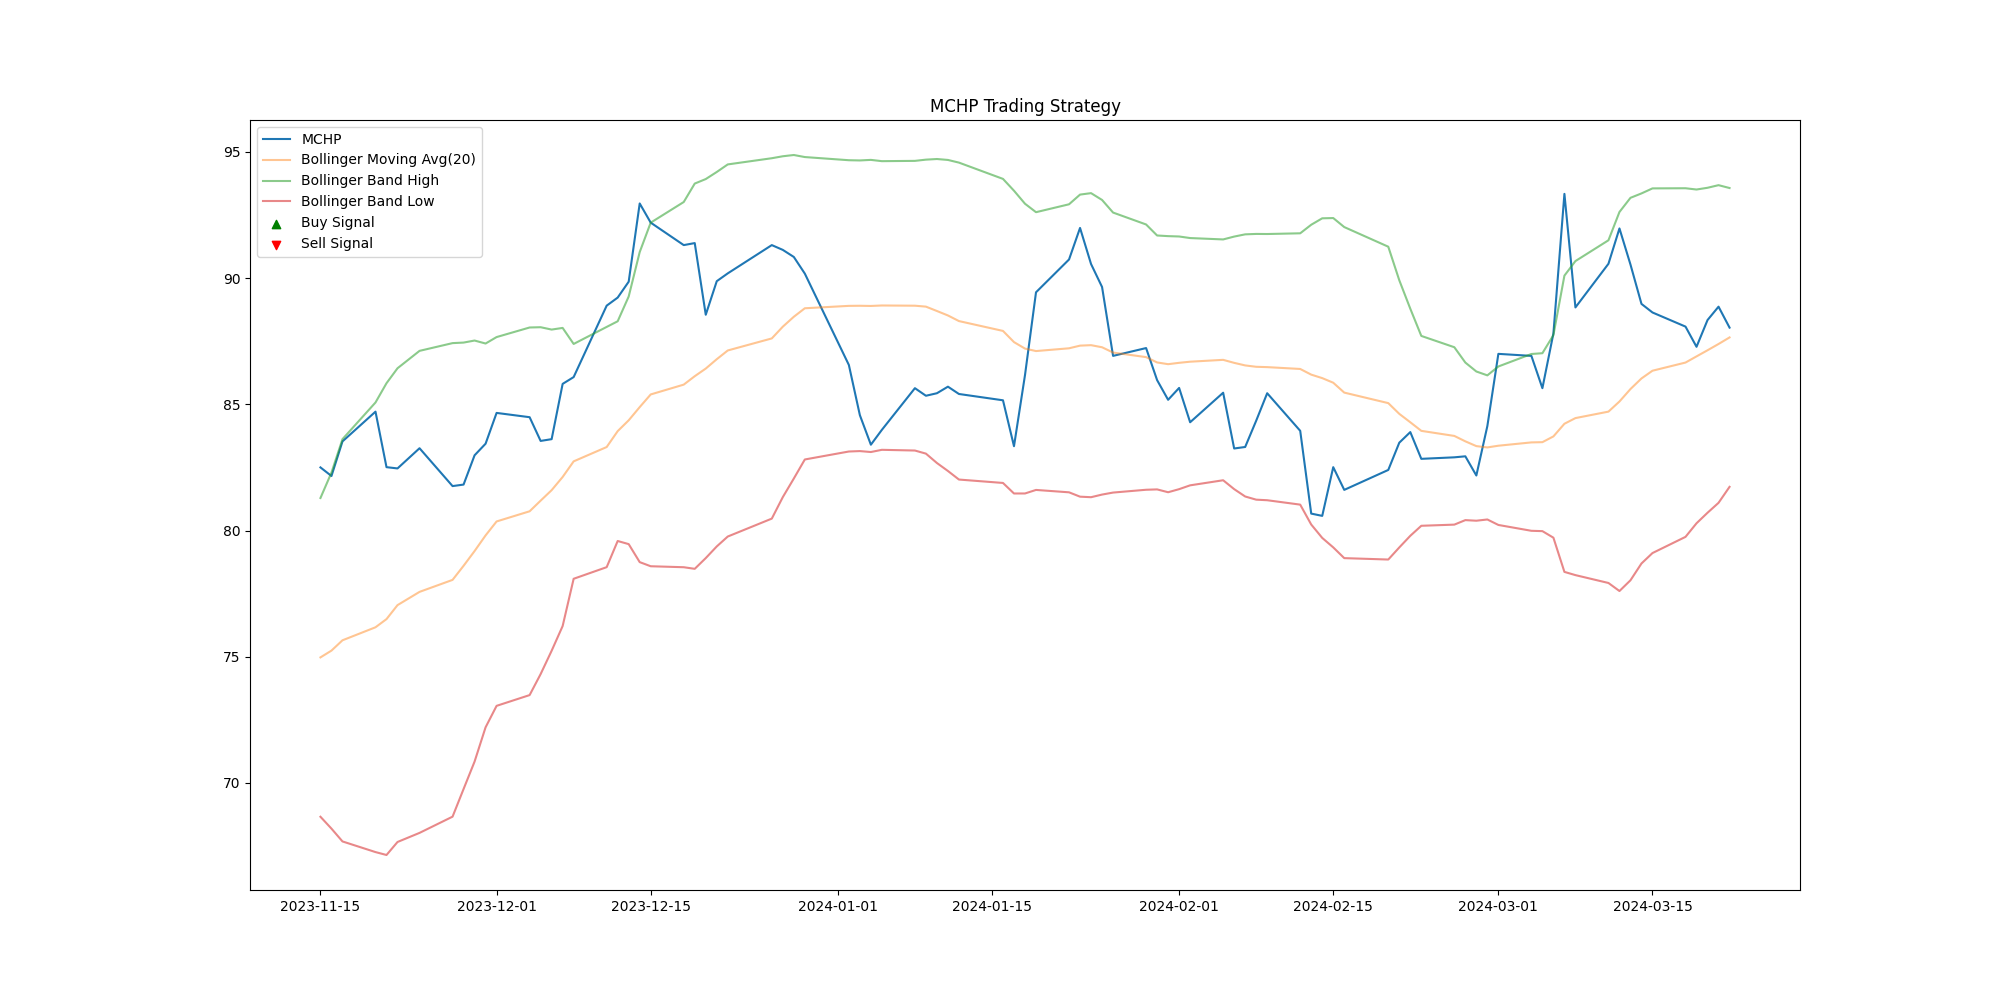 MCHP Trading Strategy
MCHP
Bollinger Moving Avg(20)
Bollinger Band High
Bollinger Band Low
Buy Signal
Sell Signal
95
90
85
80
75
70
2023-11-15
2023-12-01
2023-12-15
2024-01-01
2024-01-15
2024-02-01
2024-02-15
2024-03-01
2024-03-15